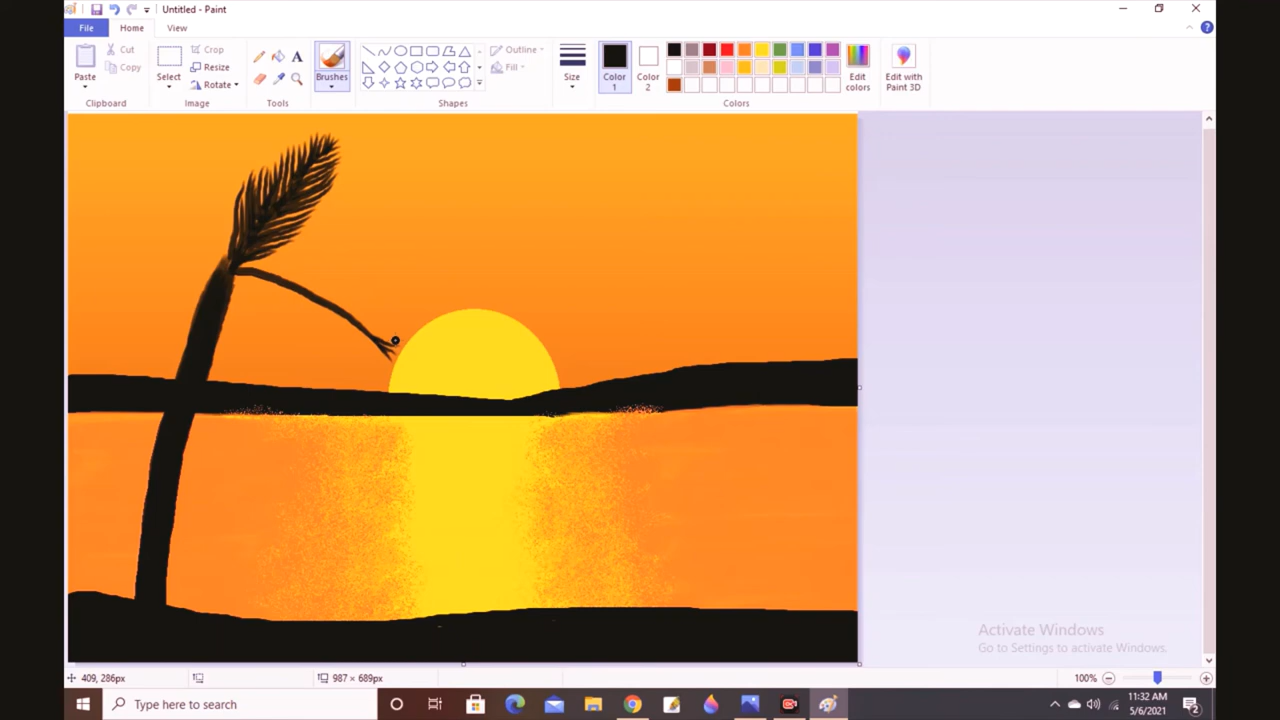 Untitled - Paint
File
Home
View
Paste
Cut
Copy
Clipboard
Select
Crop
Resize
Rotate
Image
A
Tools
Brushes
Outline
Fill
Shapes
Size
Color
1
Color
2
Edit
colors
Colors
Edit with
Paint 3D
Activate Windows
Go to Settings to activate Windows.
409, 286px
987 × 689px
100%
Type here to search
11:32 AM
5/6/2021
2